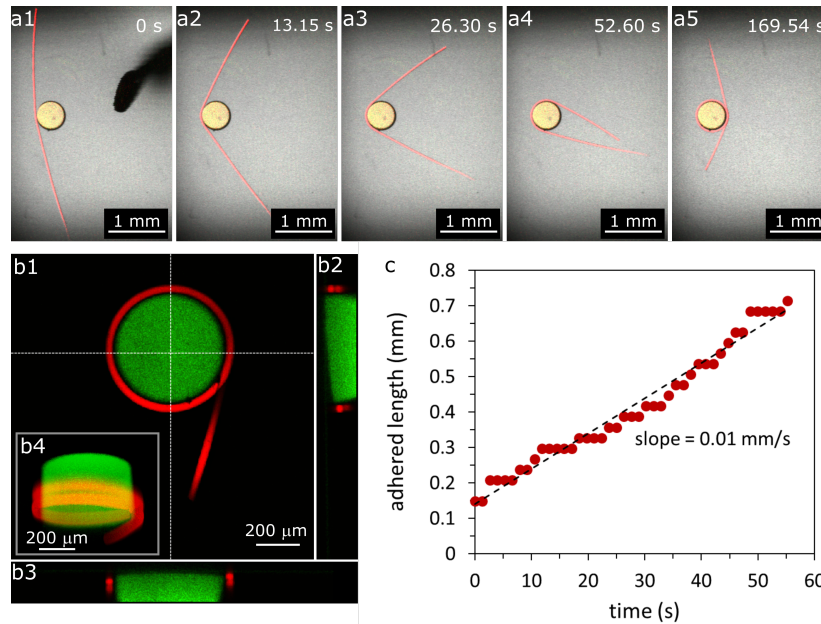 a1
0 s
1 mm
a2
13.15 s
1 mm
a3
26.30 s
1 mm
a4
52.60 s
1 mm
a5
169.54 s
1 mm
b1
200 μm
b4
200 μm
b2
b3
c
0.8
0.7
0.6
0.5
0.4
0.3
0.2
0.1
0
adhered length (mm)
slope = 0.01 mm/s
0 10 20 30 40 50 60
time (s)